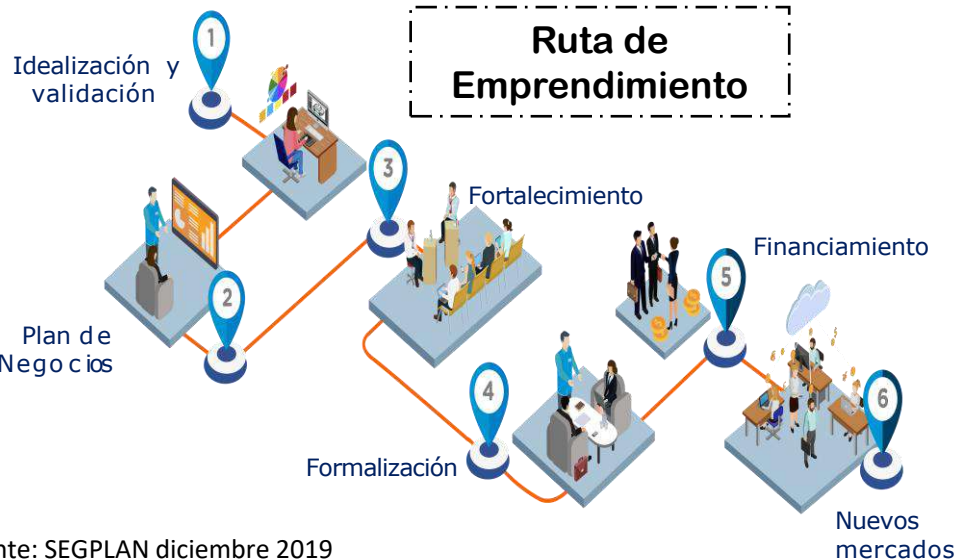 Ruta de
Emprendimiento
1
Idealización y
validación
3
Fortalecimiento
Financiamiento
5
2
Plan de
Negocios
4
6
Formalización
Nuevos
mercados
nte: SEGPLAN diciembre 2019